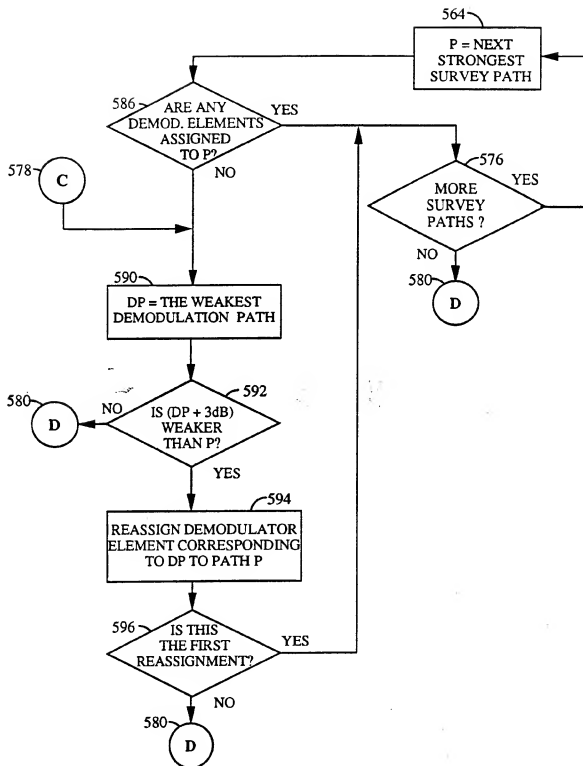 564
P = NEXT
STRONGEST
SURVEY PATH
586
ARE ANY
DEMOD. ELEMENTS
ASSIGNED
TO P?
YES
NO
578
C
576
MORE
SURVEY
PATHS ?
YES
NO
580
D
590
DP = THE WEAKEST
DEMODULATION PATH
592
IS (DP + 3dB)
WEAKER
THAN P?
NO
580
D
YES
594
REASSIGN DEMODULATOR
ELEMENT CORRESPONDING
TO DP TO PATH P
596
IS THIS
THE FIRST
REASSIGNMENT?
YES
NO
580
D